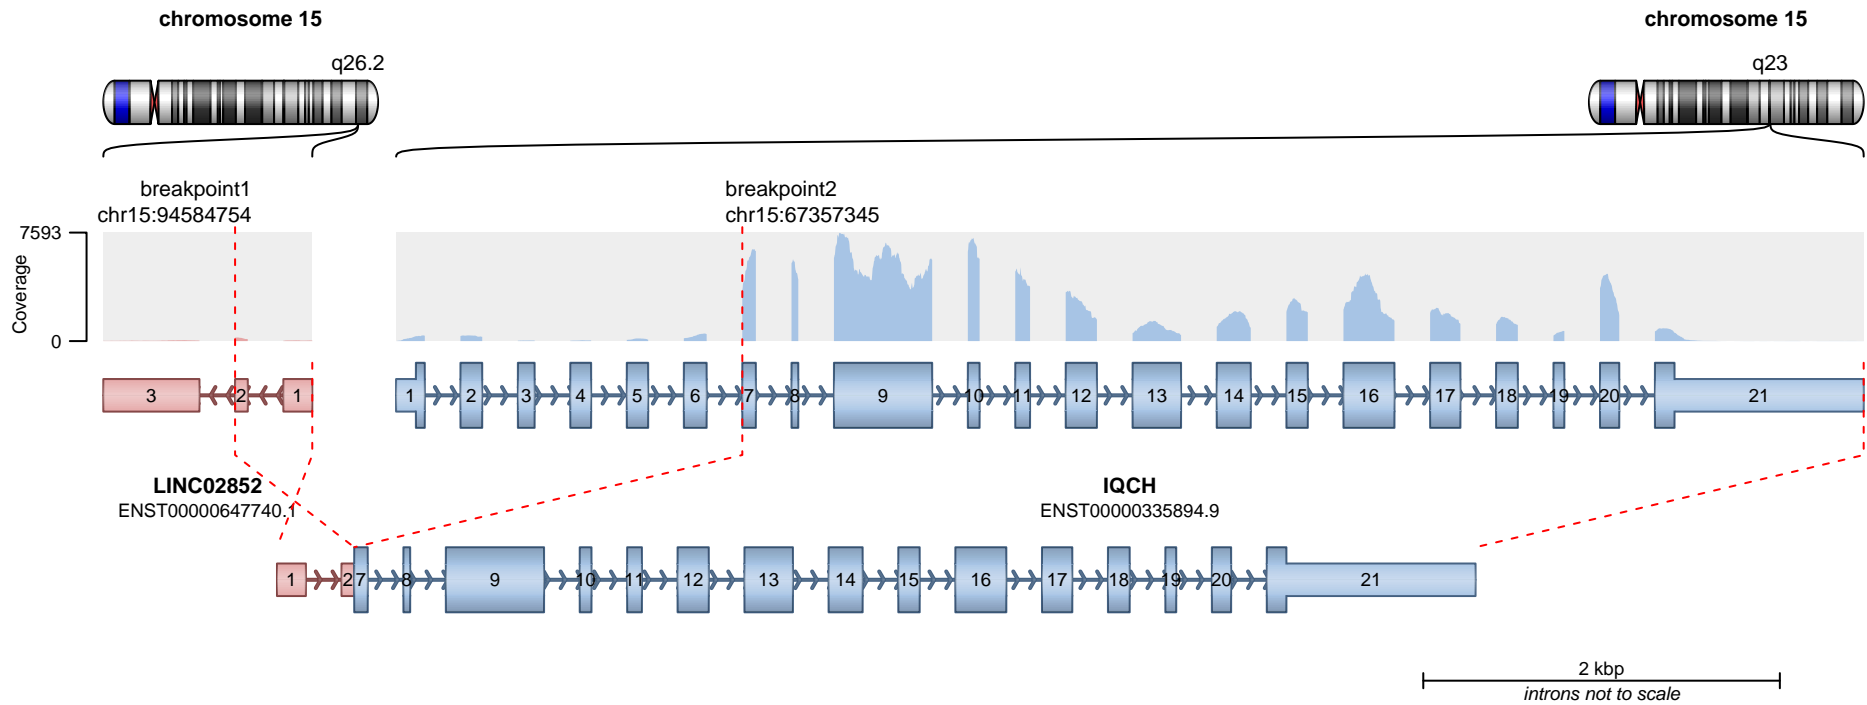 chromosome 15
chromosome 15
q26.2
q23
breakpoint1
chr15:94584754
breakpoint2
chr15:67357345
7593
0
Coverage
3 2 1
1 2 3 4 5 6 7 8 9 10 11 12 13 14 15 16 17 18 19 20 21
LINC02852
ENST00000647740.1
IQCH
ENST00000335894.9
1 2 7 8 9 10 11 12 13 14 15 16 17 18 19 20 21
2 kbp
introns not to scale